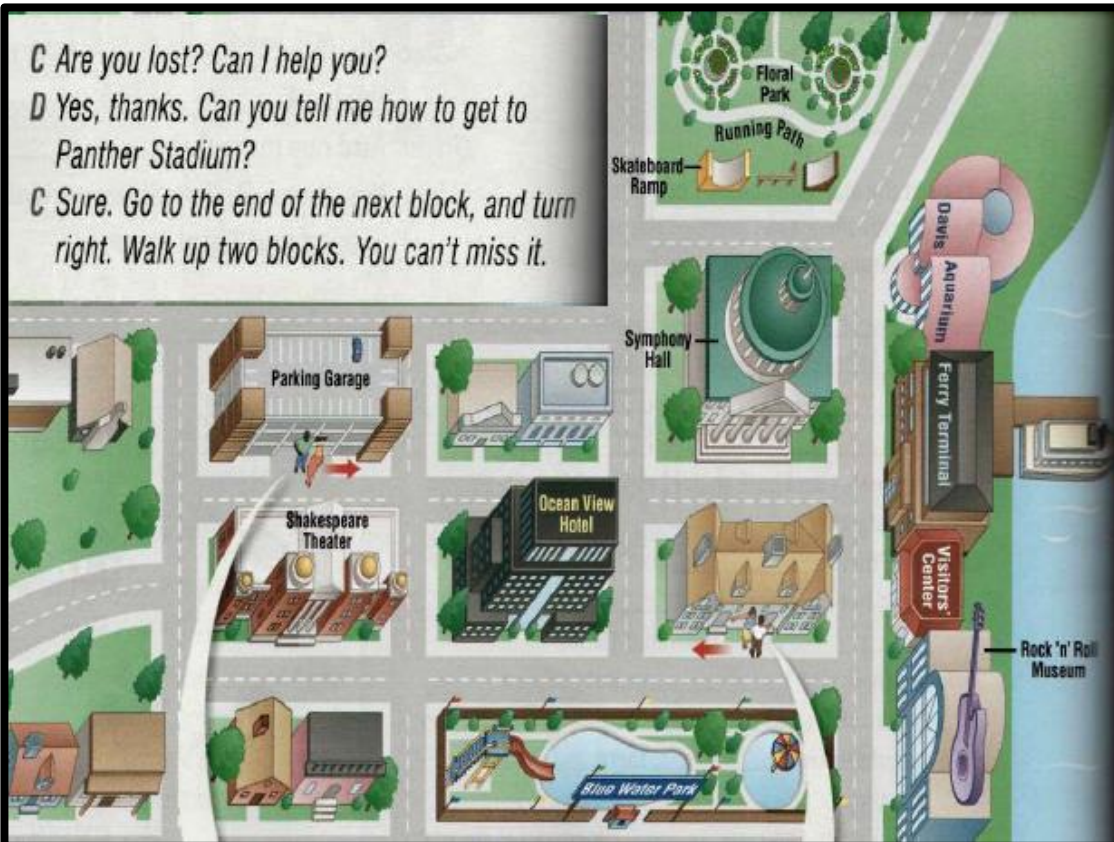 C Are you lost? Can I help you?
D Yes, thanks. Can you tell me how to get to
Panther Stadium?
C Sure. Go to the end of the next block, and turn
right. Walk up two blocks. You can't miss it.
Floral
Park
Running Path
Skateboard
Ramp
Davis
Aquarium
Symphony
Hall
Parking Garage
Ferry Terminal
Ocean View
Hotel
Shakespeare
Theater
Visitors'
Center
Rock 'n' Roll
Museum
Blue Water Park